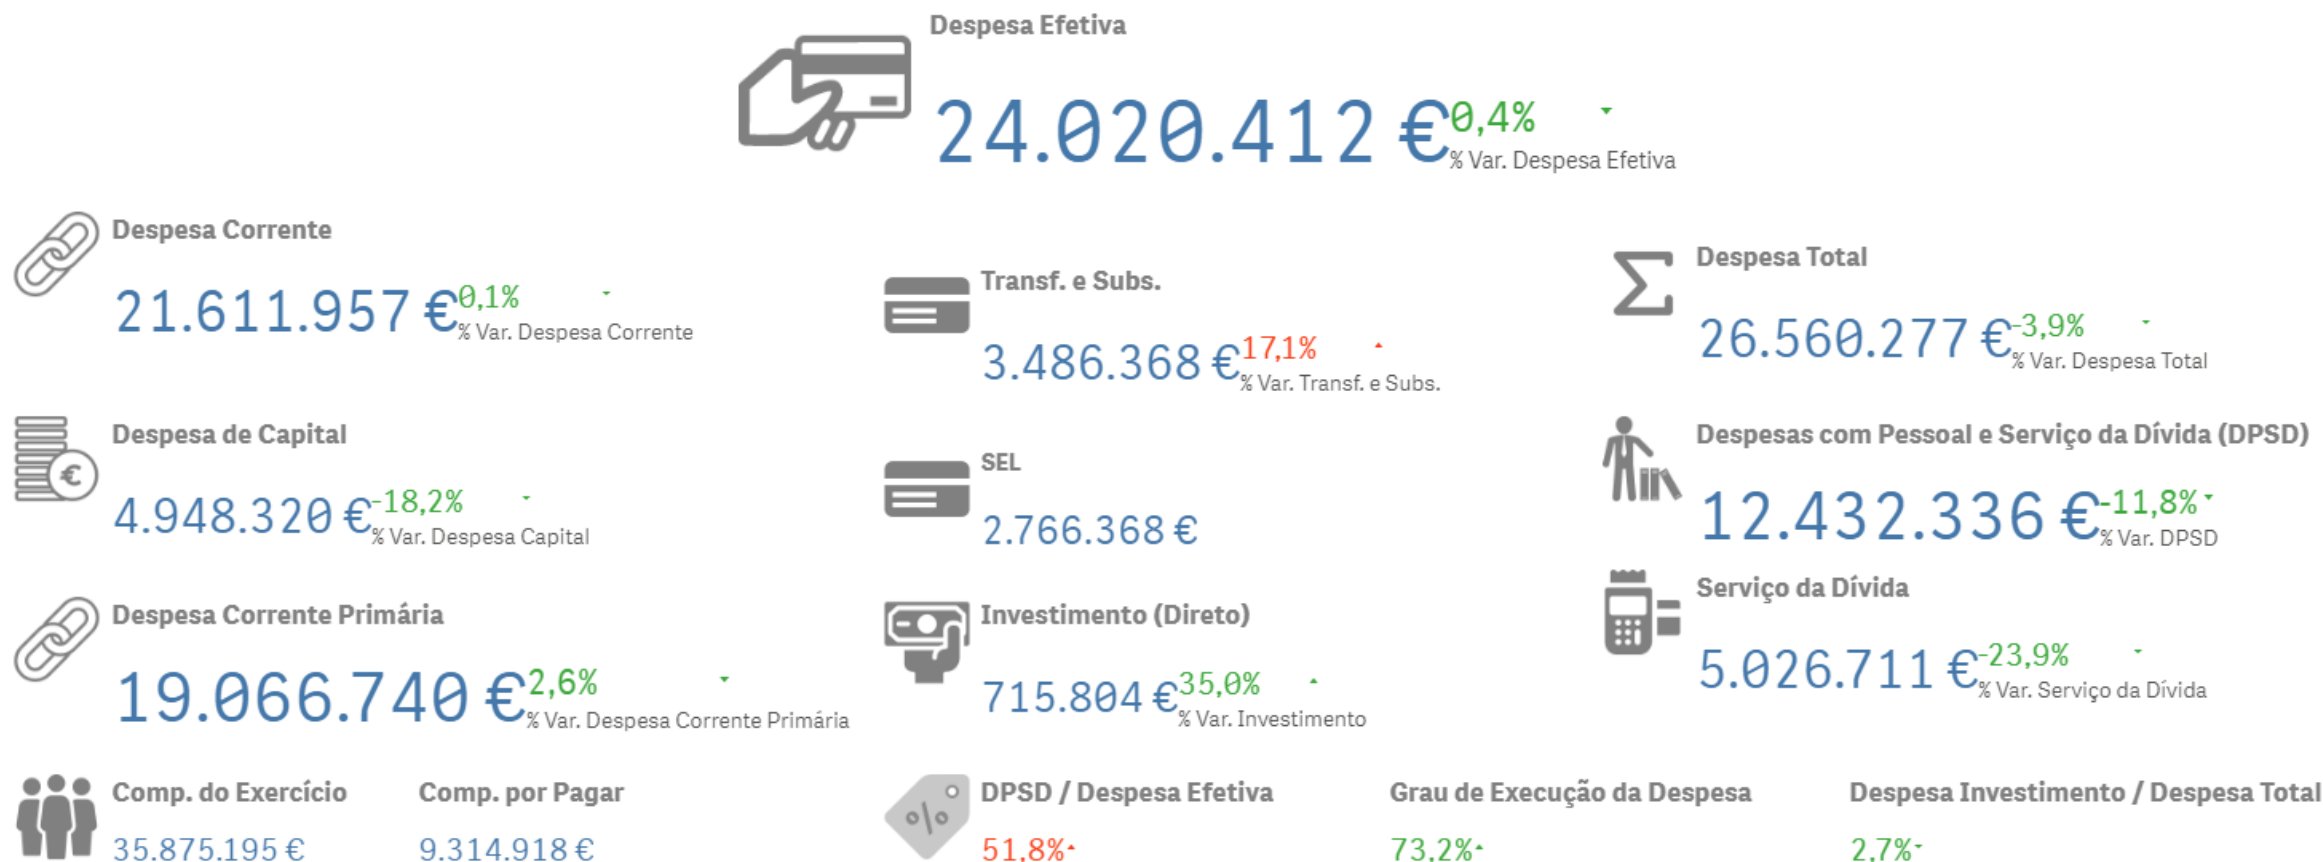 Despesa Efetiva
24.020.412 € 0,4%
% Var. Despesa Efetiva
Despesa Corrente
21.611.957 € 0,1%
% Var. Despesa Corrente
Transf. e Subs.
3.486.368 € 17,1%
% Var. Transf. e Subs.
Despesa Total
26.560.277 € -3,9%
% Var. Despesa Total
Despesa de Capital
4.948.320 € -18,2%
% Var. Despesa Capital
SEL
2.766.368 €
Despesas com Pessoal e Serviço da Dívida (DPSD)
12.432.336 € -11,8%
% Var. DPSD
Despesa Corrente Primária
19.066.740 € 2,6%
% Var. Despesa Corrente Primária
Investimento (Direto)
715.804 € 35,0%
% Var. Investimento
Serviço da Dívida
5.026.711 € -23,9%
% Var. Serviço da Dívida
Comp. do Exercício
35.875.195 €
Comp. por Pagar
9.314.918 €
DPSD / Despesa Efetiva
51,8%
Grau de Execução da Despesa
73,2%
Despesa Investimento / Despesa Total
2,7%